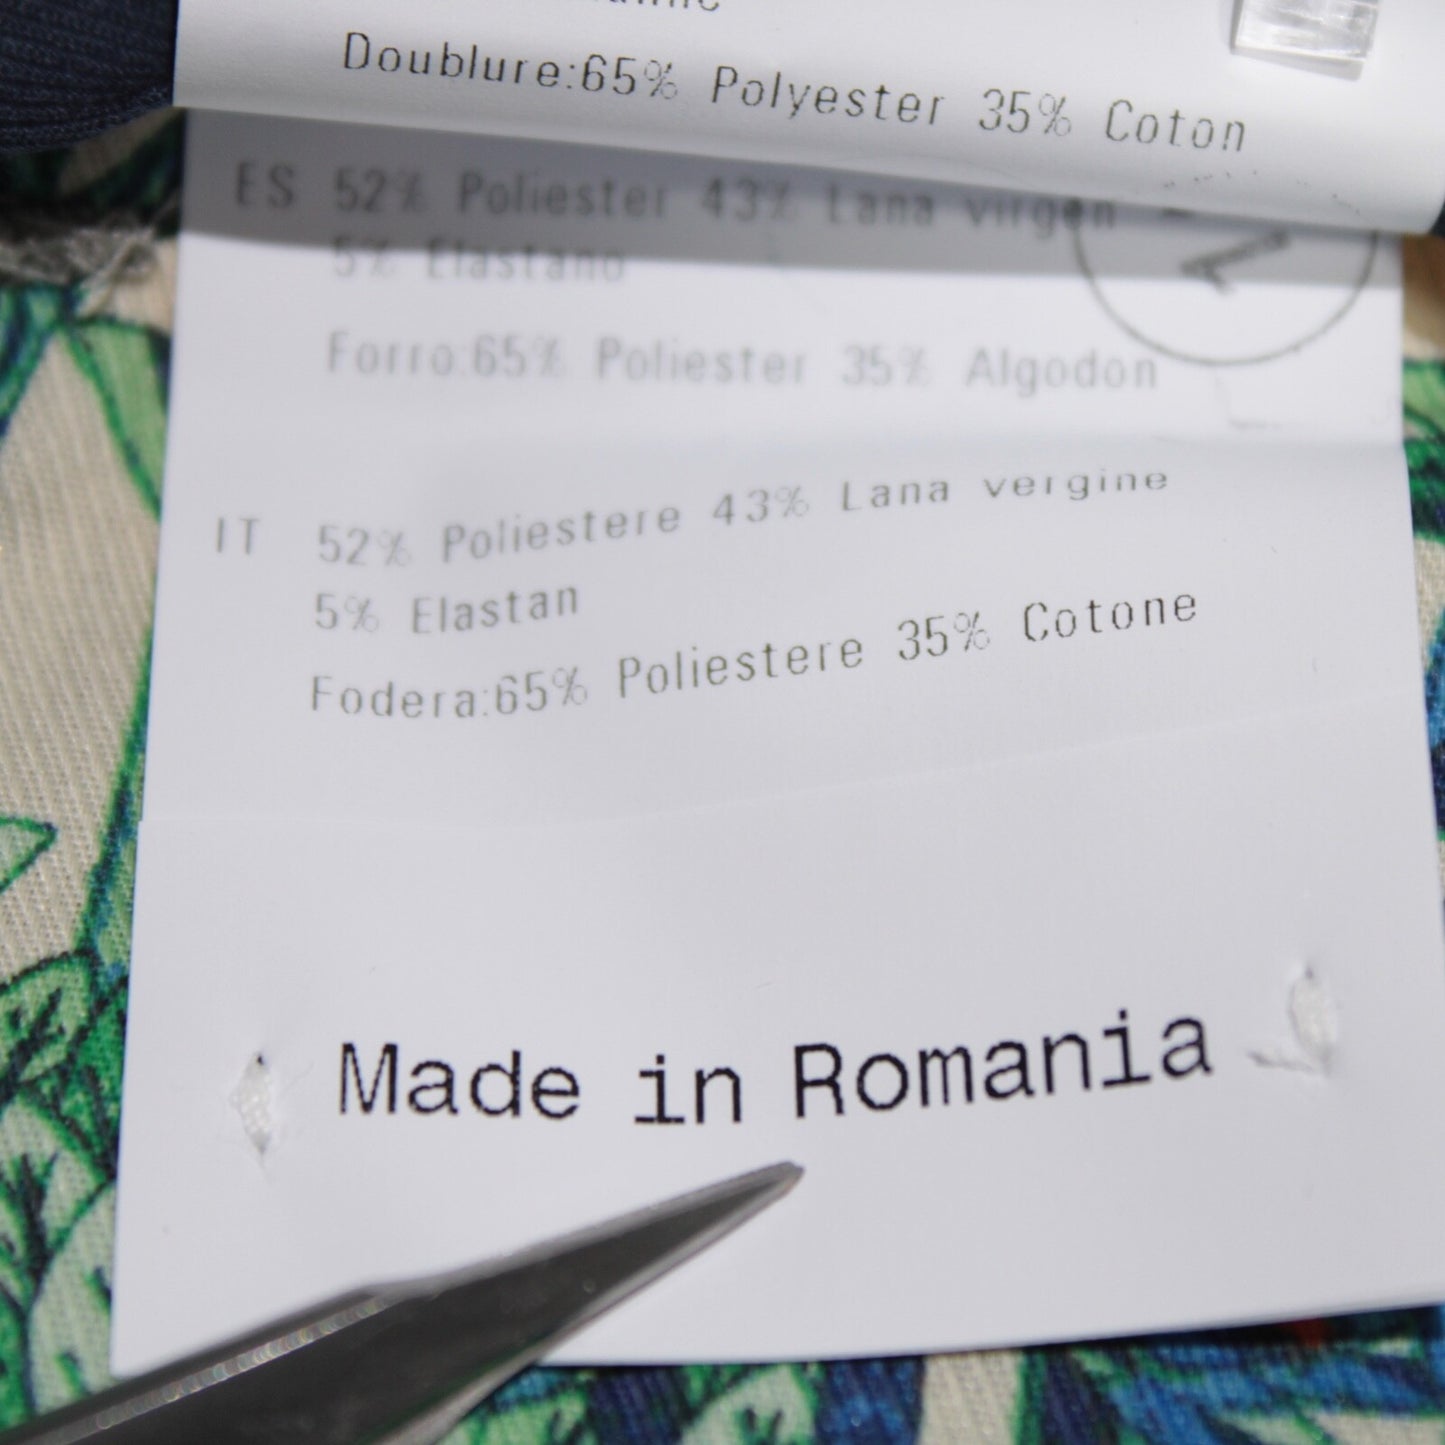 Doublure:65% Polyester 35% Coton
ES 52% Poliester 43% Lana virgen
5% Elastano
Forro:65% Poliester 35% Algodon
IT 52% Poliestere 43% Lana vergine
5% Elastan
Fodera:65% Poliestere 35% Cotone
Made in Romania